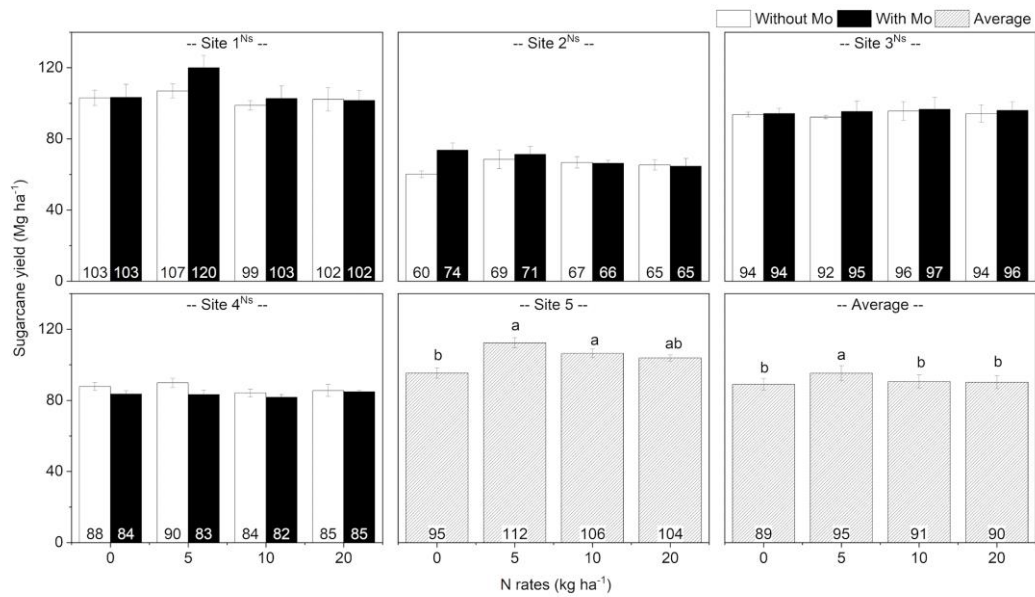 Without Mo With Mo Average
-- Site 1ᴺˢ -- -- Site 2ᴺˢ -- -- Site 3ᴺˢ --
120
80
40
0
103 103 107 120 99 103 102 102
60 74 69 71 67 66 65 65
94 94 92 95 96 97 94 96
Sugarcane yield (Mg ha⁻¹)
-- Site 4ᴺˢ -- -- Site 5 -- -- Average --
120
80
40
0
b a a ab
b a b b
88 84 90 83 84 82 85 85
95 112 106 104
89 95 91 90
0 5 10 20 0 5 10 20 0 5 10 20
N rates (kg ha⁻¹)